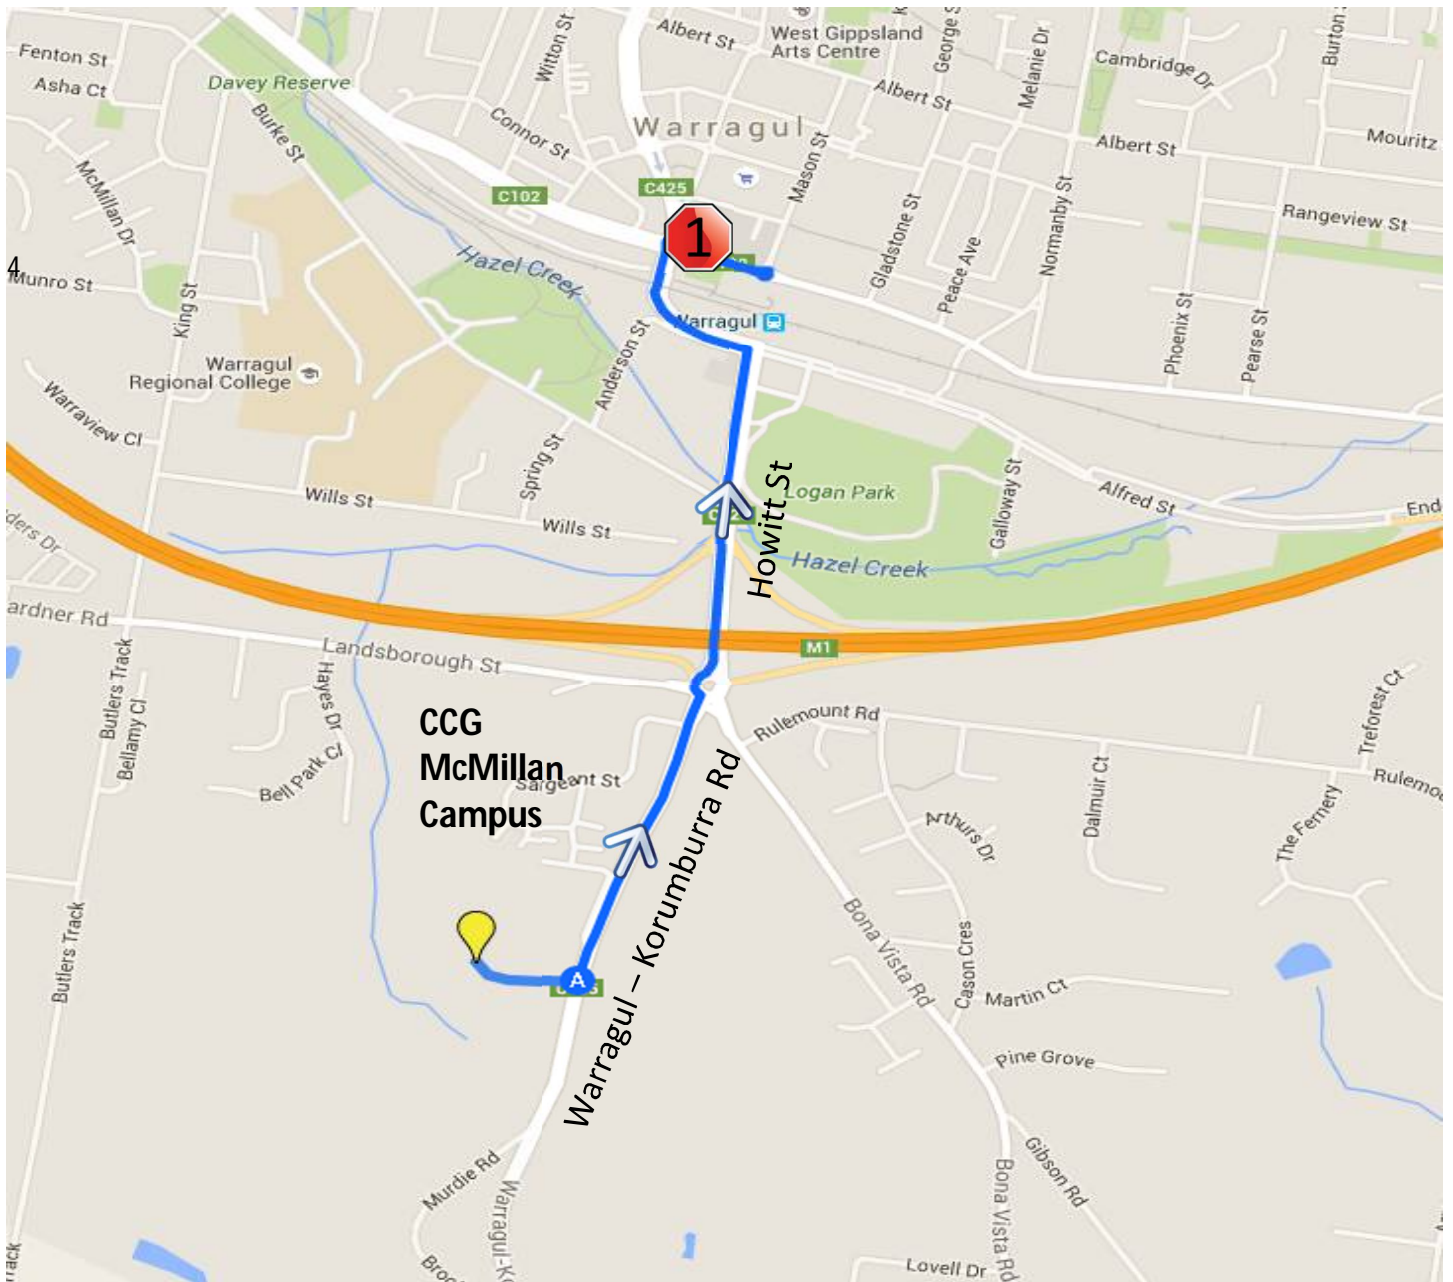 Fenton St
Asha Ct
Davey Reserve
Burke St
McMillan Dr
Witton St
Connor St
Albert St
West Gippsland
Arts Centre
George S
Melanie Dr
Cambridge Dr
Burton
Albert St
Albert St
Mouritz
Warragul
Mason St
C102
C425
1
Gladstone St
Peace Ave
Normanby St
Rangeview St
Phoenix St
Pearse St
4
Munro St
King St
Hazel Creek
Warragul
Anderson St
Warragul
Regional College
Warraview Cl
Spring St
Wills St
Wills St
Howitt St
Logan Park
Hazel Creek
Galloway St
Alfred St
End
ders Dr
ardner Rd
M1
Landsborough St
Butlers Track
Bellamy Cl
Hayes Dr
Bell Park Cl
CCG
McMillan
Campus
Sargeant St
Rulemount Rd
Treforest Ct
Rulemo
Dalmuir Ct
The Fernery
Arthurs Dr
Warragul – Korumburra Rd
Bona Vista Rd
Cason Cres
Martin Ct
Butlers Track
A
Pine Grove
Murdie Rd
Warragul-K
Broo
Bona Vista Rd
Gibson Rd
Lovell Dr
rack